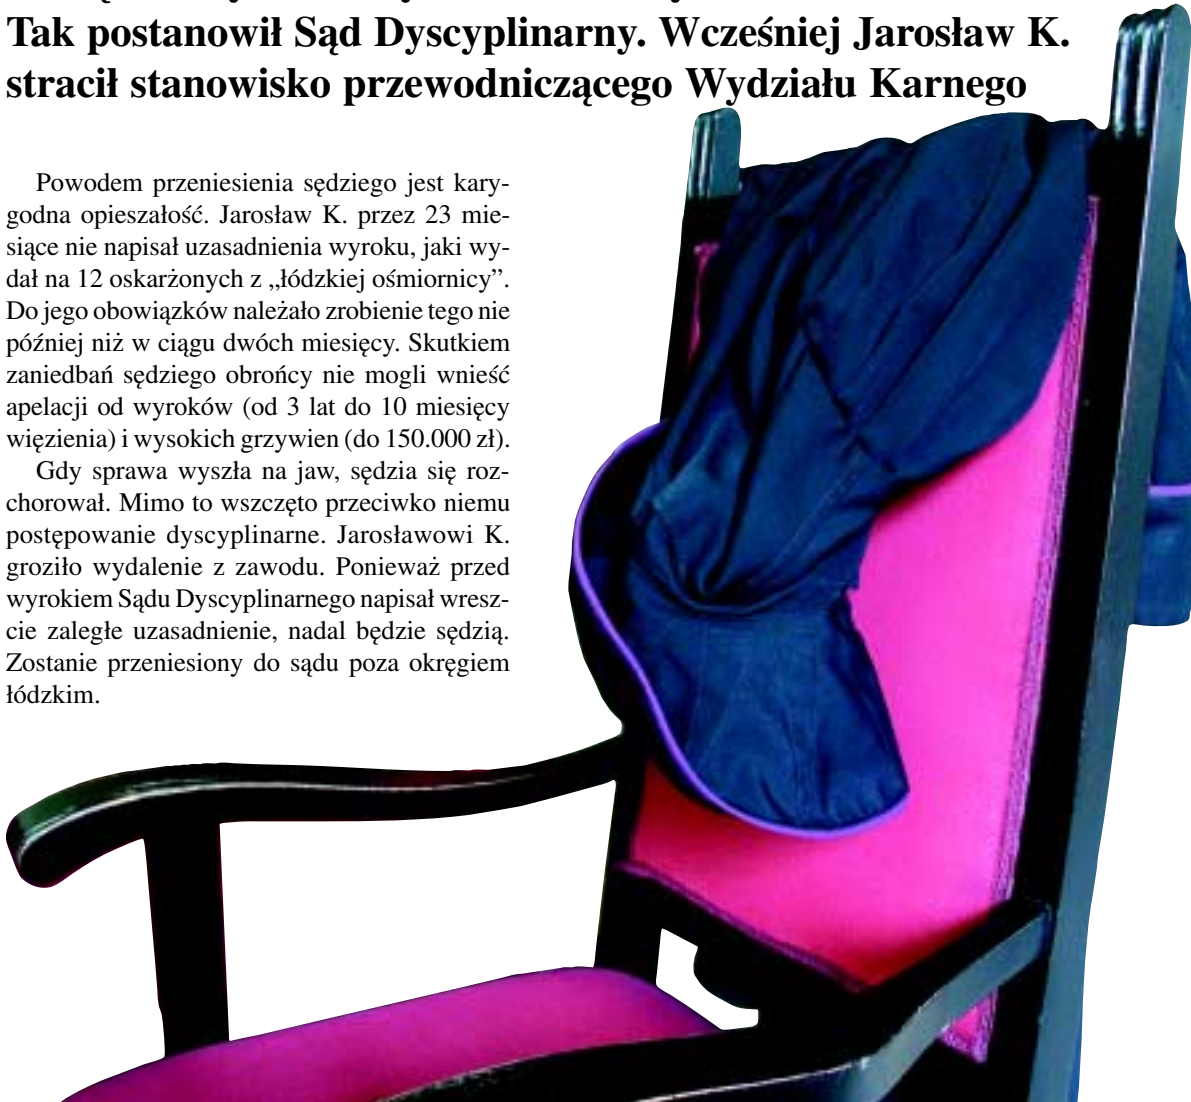 Tak postanowił Sąd Dyscyplinarny. Wcześniej Jarosław K.
stracił stanowisko przewodniczącego Wydziału Karnego
Powodem przeniesienia sędziego jest kary-
godna opieszałość. Jarosław K. przez 23 mie-
siące nie napisał uzasadnienia wyroku, jaki wy-
dał na 12 oskarżonych z „łódzkiej ośmiornicy”.
Do jego obowiązków należało zrobienie tego nie
później niż w ciągu dwóch miesięcy. Skutkiem
zaniedbań sędziego obrońcy nie mogli wnieść
apelacji od wyroków (od 3 lat do 10 miesięcy
więzienia) i wysokich grzywien (do 150.000 zł).
Gdy sprawa wyszła na jaw, sędzia się roz-
chorował. Mimo to wszczęto przeciwko niemu
postępowanie dyscyplinarne. Jarosławowi K.
groziło wydalenie z zawodu. Ponieważ przed
wyrokiem Sądu Dyscyplinarnego napisał wresz-
cie zaległe uzasadnienie, nadal będzie sędzią.
Zostanie przeniesiony do sądu poza okręgiem
łódzkim.